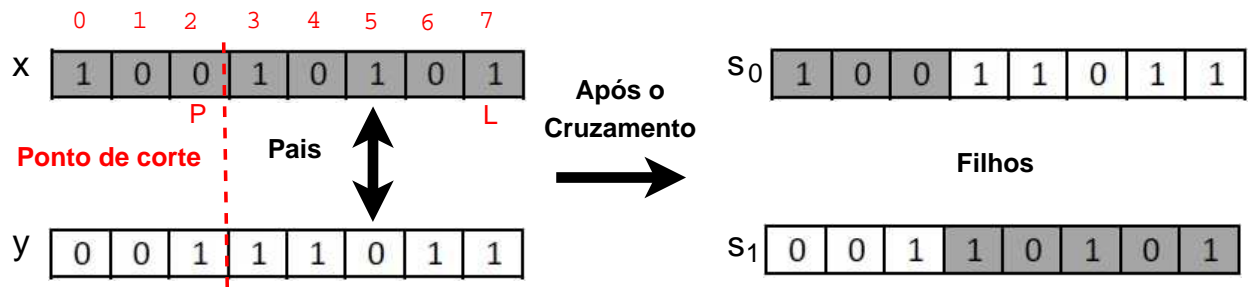 0 1 2 3 4 5 6 7
x 1 0 0 1 0 1 0 1
P L
Ponto de corte
Pais
y 0 0 1 1 1 0 1 1
Após o
Cruzamento
S0 1 0 0 1 1 0 1 1
Filhos
S1 0 0 1 1 0 1 0 1